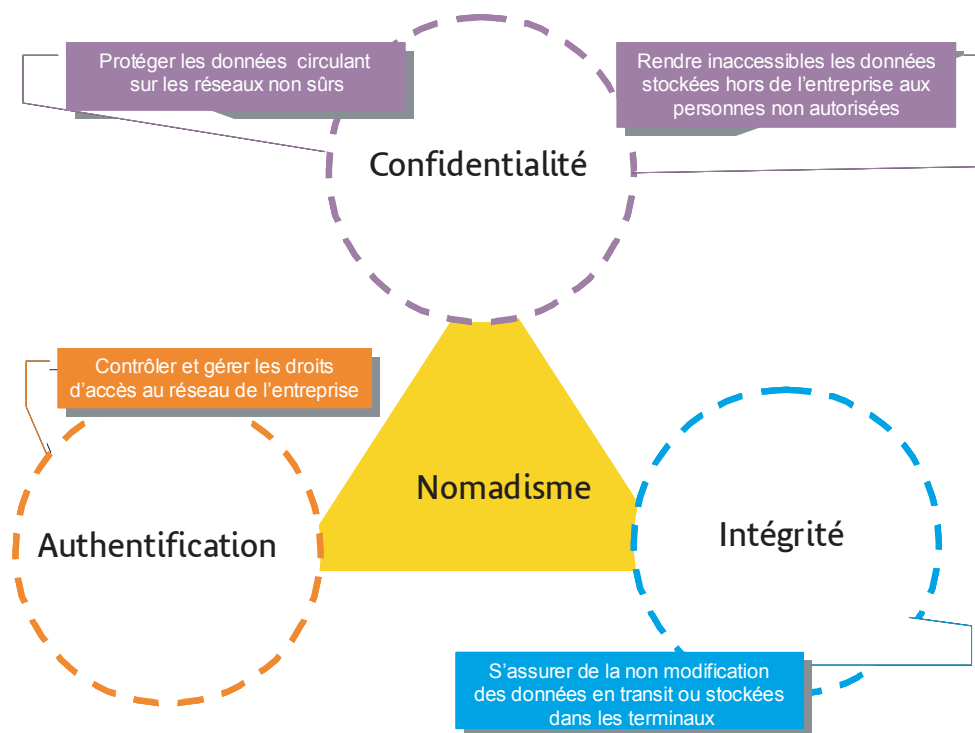 Protéger les données circulant
sur les réseaux non sûrs
Rendre inaccessibles les données
stockées hors de l'entreprise aux
personnes non autorisées
Confidentialité
Contrôler et gérer les droits
d'accès au réseau de l'entreprise
Nomadisme
Authentification
Intégrité
S'assurer de la non modification
des données en transit ou stockées
dans les terminaux